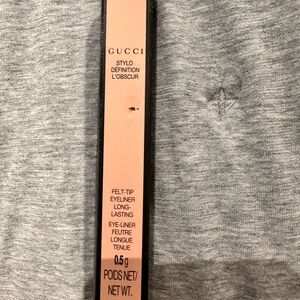 GUCCI
STYLO
DÉFINITION
L'OBSCUR
FELT-TIP
EYELINER
LONG-
LASTING
EYE-LINER
FEUTRE
LONGUE
TENUE
0.5 g
POIDS NET/
NET WT.